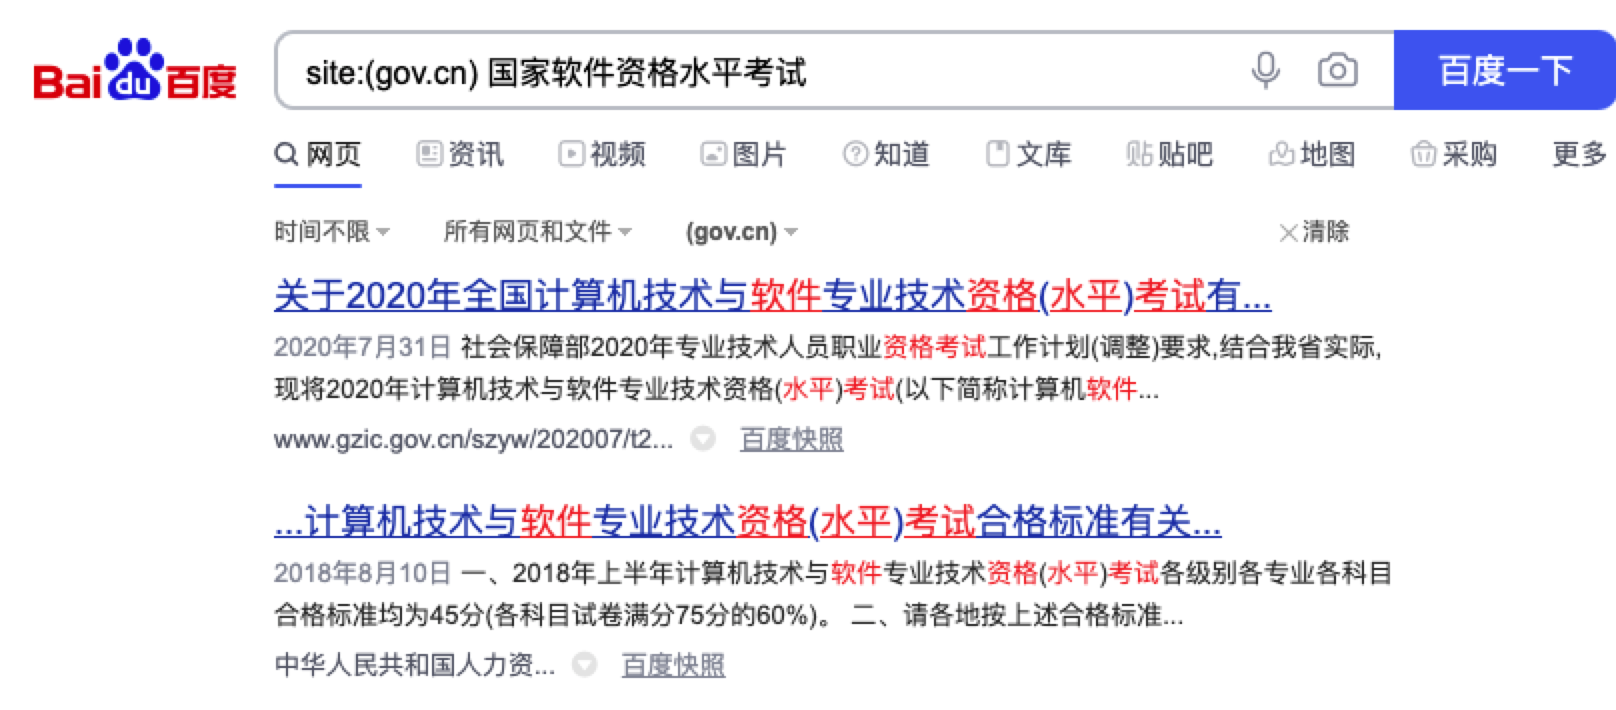 Bai du 百度
site:(gov.cn) 国家软件资格水平考试
百度一下
网页 资讯 视频 图片 知道 文库 贴 贴吧 地图 采购 更多
时间不限 所有网页和文件 (gov.cn) 清除
关于2020年全国计算机技术与软件专业技术资格(水平)考试有...
2020年7月31日 社会保障部2020年专业技术人员职业资格考试工作计划(调整)要求,结合我省实际,
现将2020年计算机技术与软件专业技术资格(水平)考试(以下简称计算机软件...
www.gzic.gov.cn/szyw/202007/t2... 百度快照
...计算机技术与软件专业技术资格(水平)考试合格标准有关...
2018年8月10日 一、2018年上半年计算机技术与软件专业技术资格(水平)考试各级别各专业各科目
合格标准均为45分(各科目试卷满分75分的60%)。 二、请各地按上述合格标准...
中华人民共和国人力资... 百度快照